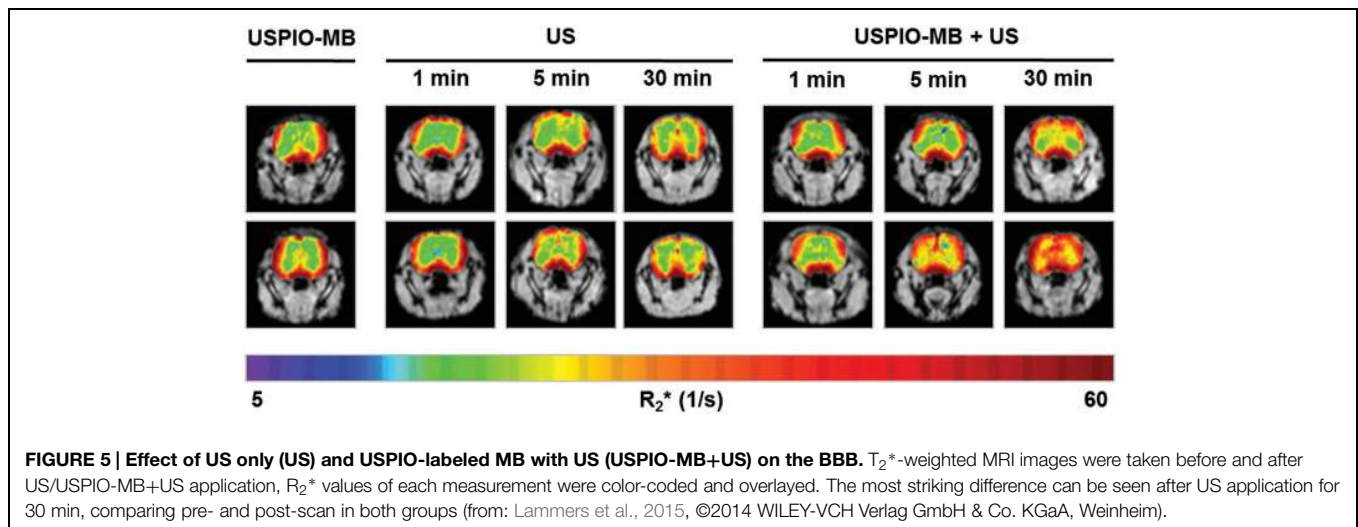 USPIO-MB US USPIO-MB + US
1 min 5 min 30 min 1 min 5 min 30 min
5 R₂* (1/s) 60
FIGURE 5 | Effect of US only (US) and USPIO-labeled MB with US (USPIO-MB+US) on the BBB. T₂*-weighted MRI images were taken before and after
US/USPIO-MB+US application, R₂* values of each measurement were color-coded and overlayed. The most striking difference can be seen after US application for
30 min, comparing pre- and post-scan in both groups (from: Lammers et al., 2015, ©2014 WILEY-VCH Verlag GmbH & Co. KGaA, Weinheim).